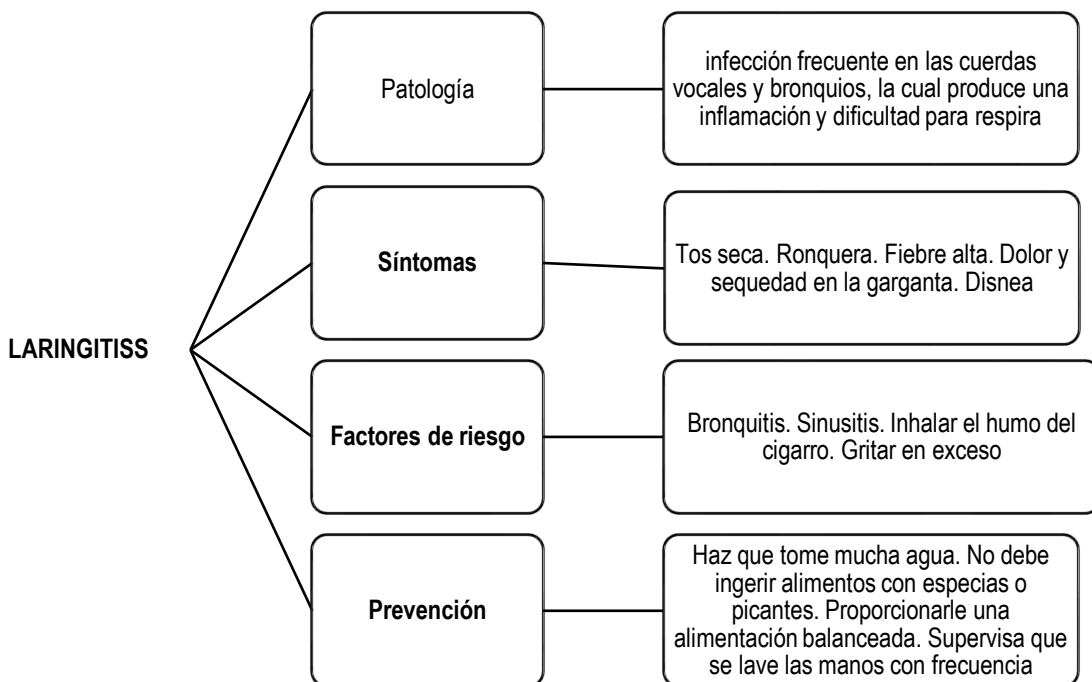 LARINGITISS
Patología
infección frecuente en las cuerdas
vocales y bronquios, la cual produce una
inflamación y dificultad para respira
Síntomas
Tos seca. Ronquera. Fiebre alta. Dolor y
sequedad en la garganta. Disnea
Factores de riesgo
Bronquitis. Sinusitis. Inhalar el humo del
cigarro. Gritar en exceso
Prevención
Haz que tome mucha agua. No debe
ingerir alimentos con especias o
picantes. Proporcionarle una
alimentación balanceada. Supervisa que
se lave las manos con frecuencia